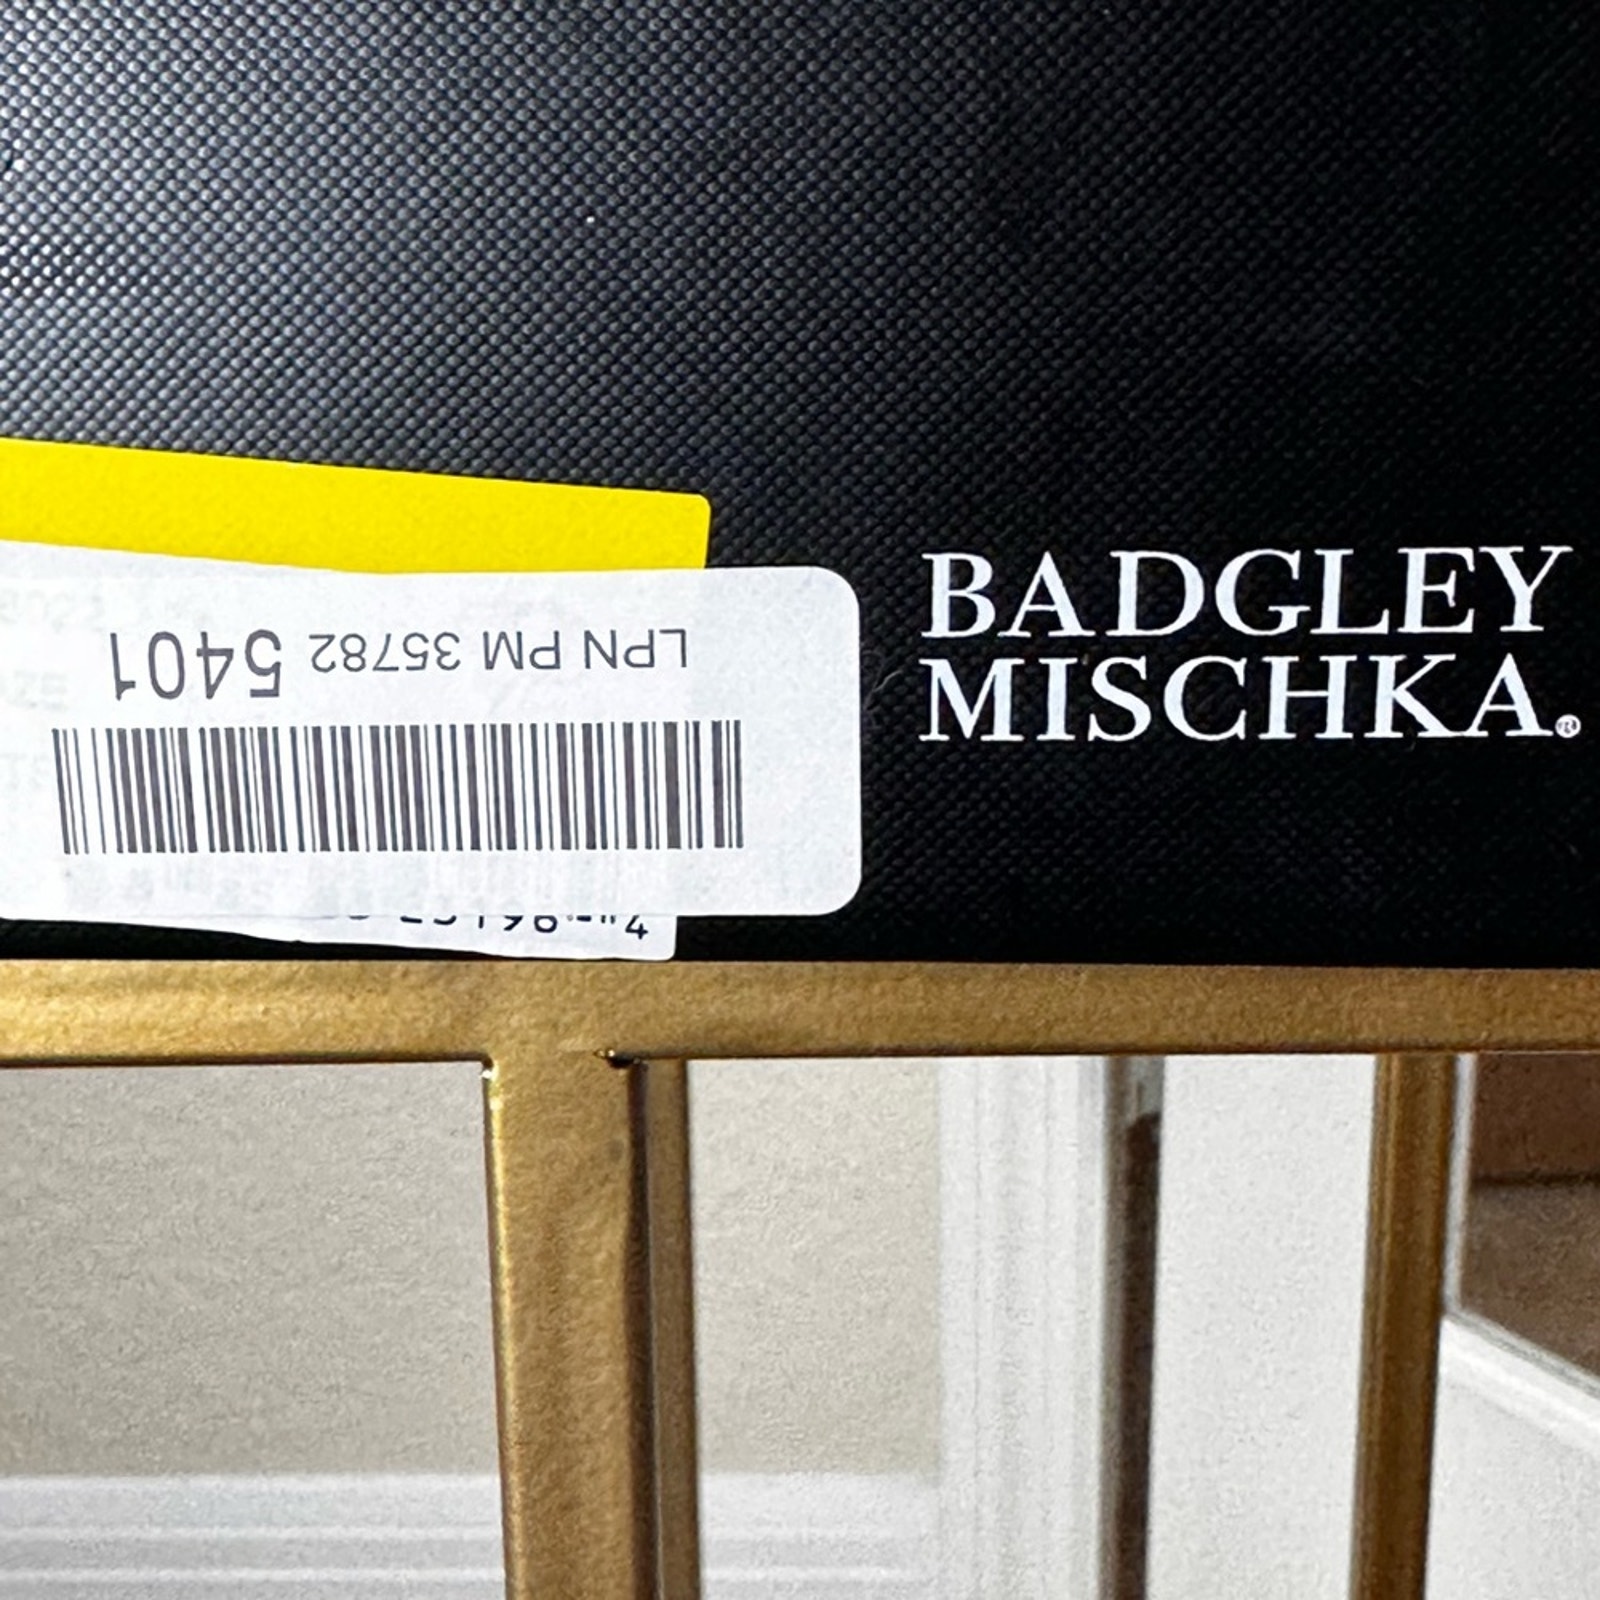 BADGLEY
MISCHKA®
LPN PM 35782 5401